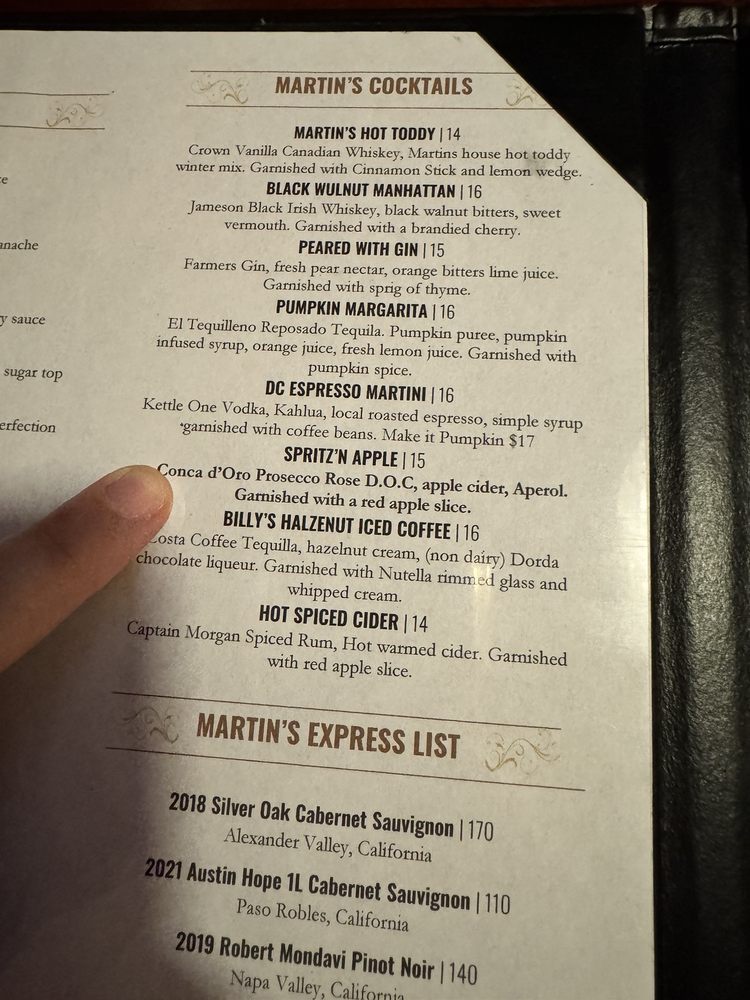 anache
y sauce
sugar top
erfection
MARTIN'S COCKTAILS
MARTIN'S HOT TODDY | 14
Crown Vanilla Canadian Whiskey, Martins house hot toddy
winter mix. Garnished with Cinnamon Stick and lemon wedge.
BLACK WULNUT MANHATTAN | 16
Jameson Black Irish Whiskey, black walnut bitters, sweet
vermouth. Garnished with a brandied cherry.
PEARED WITH GIN | 15
Farmers Gin, fresh pear nectar, orange bitters lime juice.
Garnished with sprig of thyme.
PUMPKIN MARGARITA | 16
El Tequilleno Reposado Tequila. Pumpkin puree, pumpkin
infused syrup, orange juice, fresh lemon juice. Garnished with
pumpkin spice.
DC ESPRESSO MARTINI | 16
Kettle One Vodka, Kahlua, local roasted espresso, simple syrup
*garnished with coffee beans. Make it Pumpkin $17
SPRITZ'N APPLE | 15
Conca d'Oro Prosecco Rose D.O.C, apple cider, Aperol.
Garnished with a red apple slice.
BILLY'S HALZENUT ICED COFFEE | 16
Costa Coffee Tequila, hazelnut cream, (non dairy) Dorda
chocolate liqueur. Garnished with Nutella rimmed glass and
whipped cream.
HOT SPICED CIDER | 14
Captain Morgan Spiced Rum, Hot warmed cider. Garnished
with red apple slice.
MARTIN'S EXPRESS LIST
2018 Silver Oak Cabernet Sauvignon | 170
Alexander Valley, California
2021 Austin Hope 1L Cabernet Sauvignon | 110
Paso Robles, California
2019 Robert Mondavi Pinot Noir | 140
Napa Valley, California